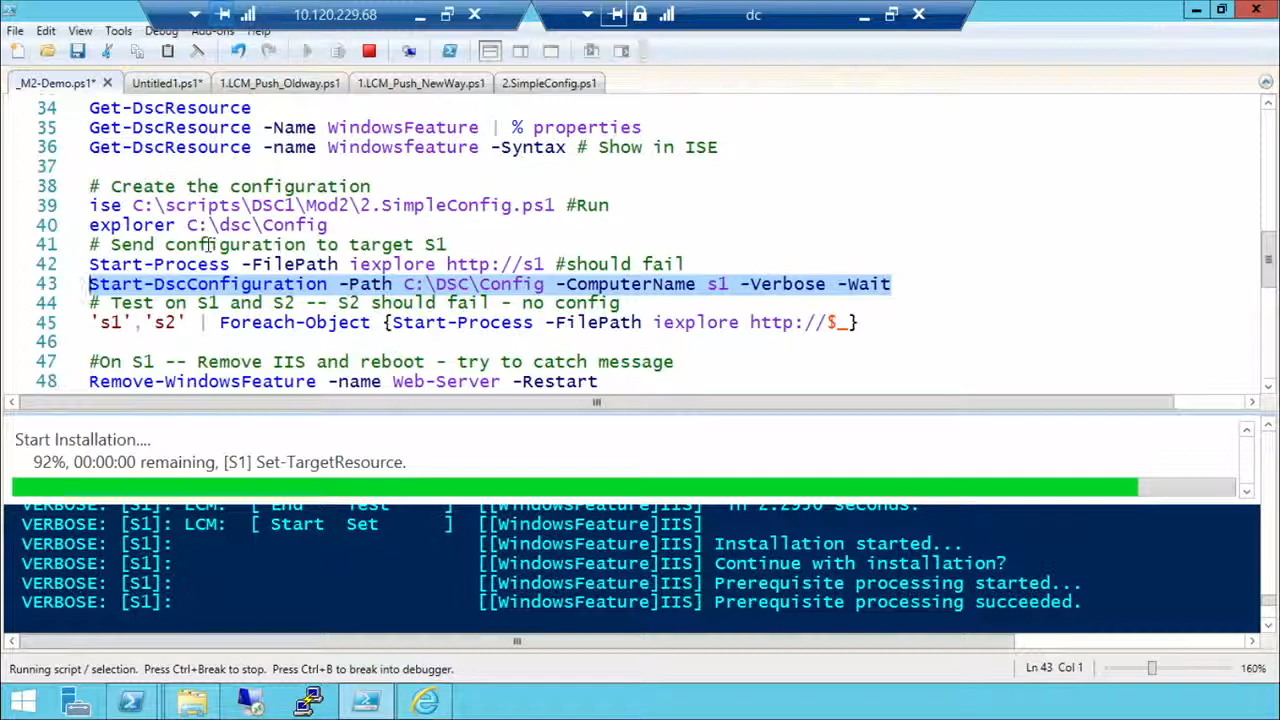 10.120.229.68
dc
File Edit View Tools Debug Add-ons Help
_M2-Demo.ps1* Untitled1.ps1* 1.LCM_Push_Oldway.ps1 1.LCM_Push_NewWay.ps1 2.SimpleConfig.ps1
34 Get-DscResource
35 Get-DscResource -Name WindowsFeature | % properties
36 Get-DscResource -name Windowsfeature -Syntax # Show in ISE
37
38 # Create the configuration
39 ise C:\scripts\DSC1\Mod2\2.SimpleConfig.ps1 #Run
40 explorer C:\dsc\Config
41 # Send configuration to target S1
42 Start-Process -FilePath iexplore http://s1 #should fail
43 Start-DscConfiguration -Path C:\DSC\Config -ComputerName s1 -Verbose -Wait
44 # Test on S1 and S2 -- S2 should fail - no config
45 's1','s2' | Foreach-Object {Start-Process -FilePath iexplore http://$_}
46
47 #On S1 -- Remove IIS and reboot - try to catch message
48 Remove-WindowsFeature -name Web-Server -Restart
Start Installation....
92%, 00:00:00 remaining, [S1] Set-TargetResource.
VERBOSE: [S1]: LCM: [ End Test ] [[WindowsFeature]IIS] in 2.2950 seconds.
VERBOSE: [S1]: LCM: [ Start Set ] [[WindowsFeature]IIS]
VERBOSE: [S1]: [[WindowsFeature]IIS] Installation started...
VERBOSE: [S1]: [[WindowsFeature]IIS] Continue with installation?
VERBOSE: [S1]: [[WindowsFeature]IIS] Prerequisite processing started...
VERBOSE: [S1]: [[WindowsFeature]IIS] Prerequisite processing succeeded.
Running script / selection. Press Ctrl+Break to stop. Press Ctrl+B to break into debugger.
Ln 43 Col 1
160%